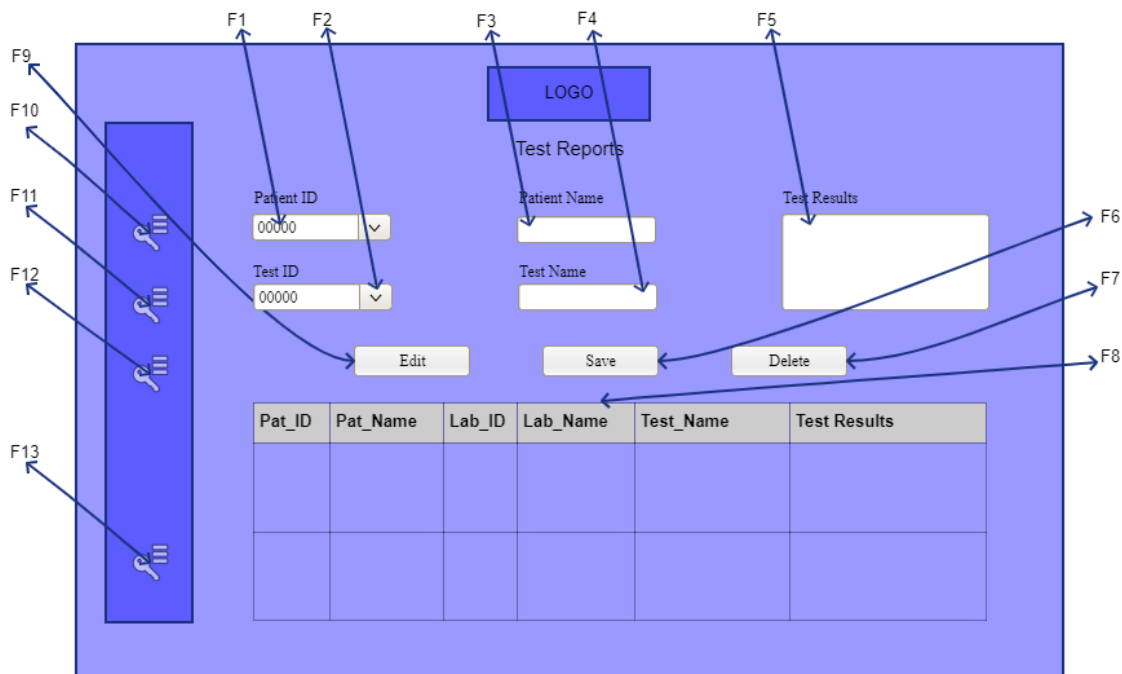 F1 F2 F3 F4 F5
F9
LOGO
F10
Test Reports
F11
Patient ID Patient Name Test Results
00000
F6
F12
Test ID Test Name
00000
F7
Edit Save Delete
F8
Pat_ID Pat_Name Lab_ID Lab_Name Test_Name Test Results
F13